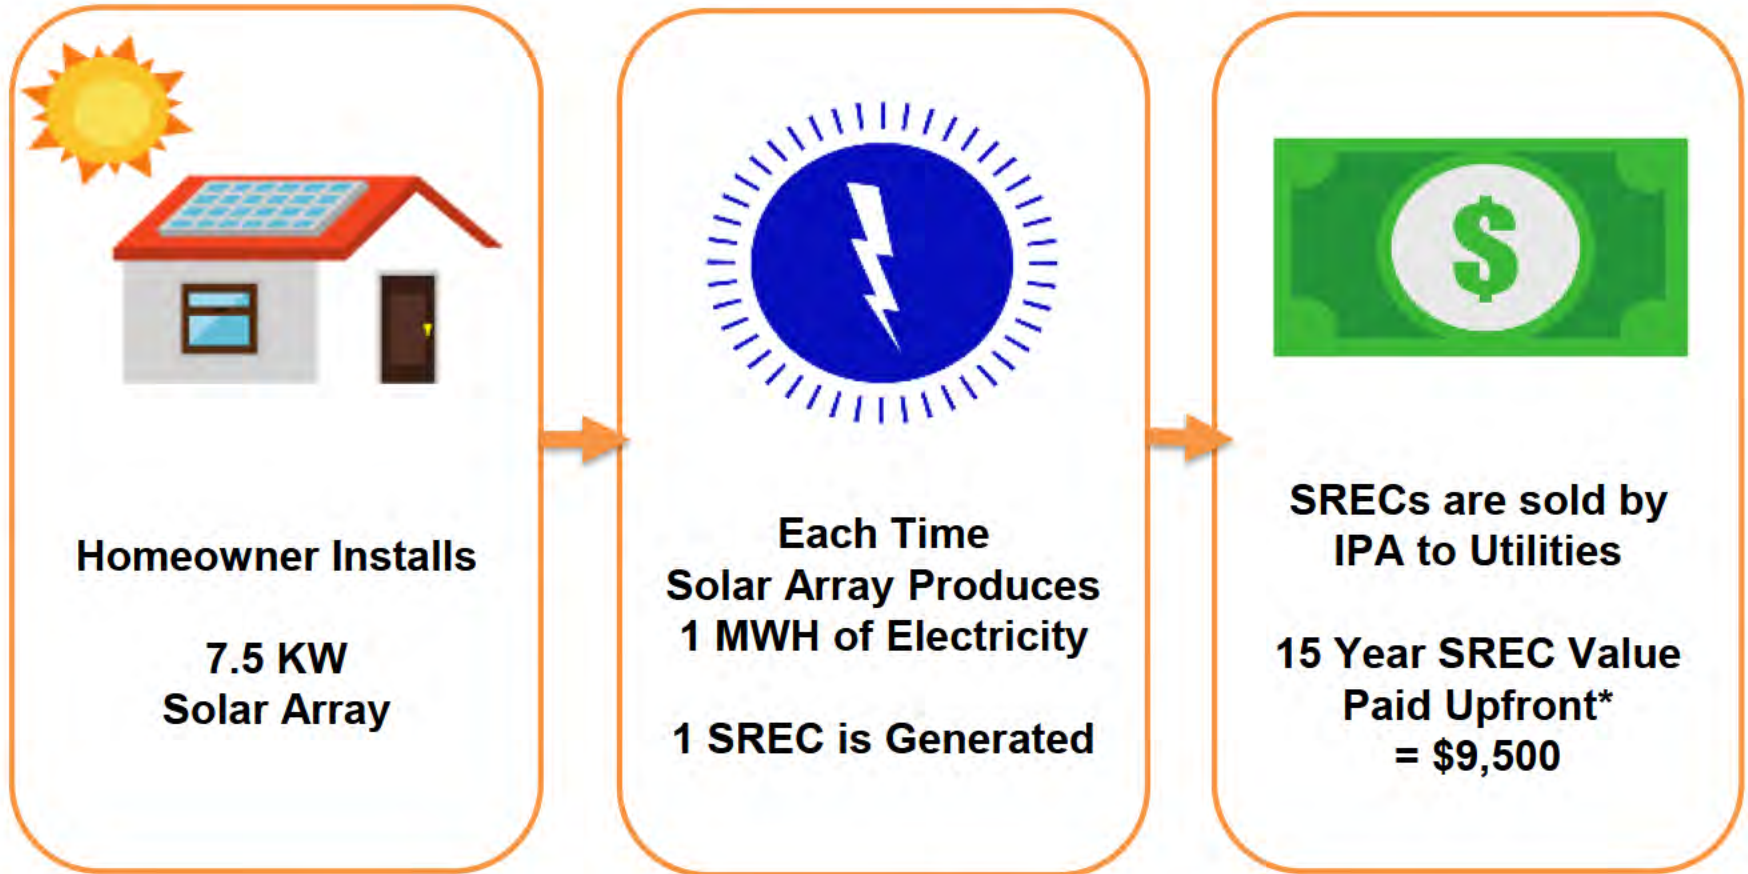 Homeowner Installs
7.5 KW
Solar Array
Each Time
Solar Array Produces
1 MWH of Electricity
1 SREC is Generated
$
SRECs are sold by
IPA to Utilities
15 Year SREC Value
Paid Upfront*
= $9,500